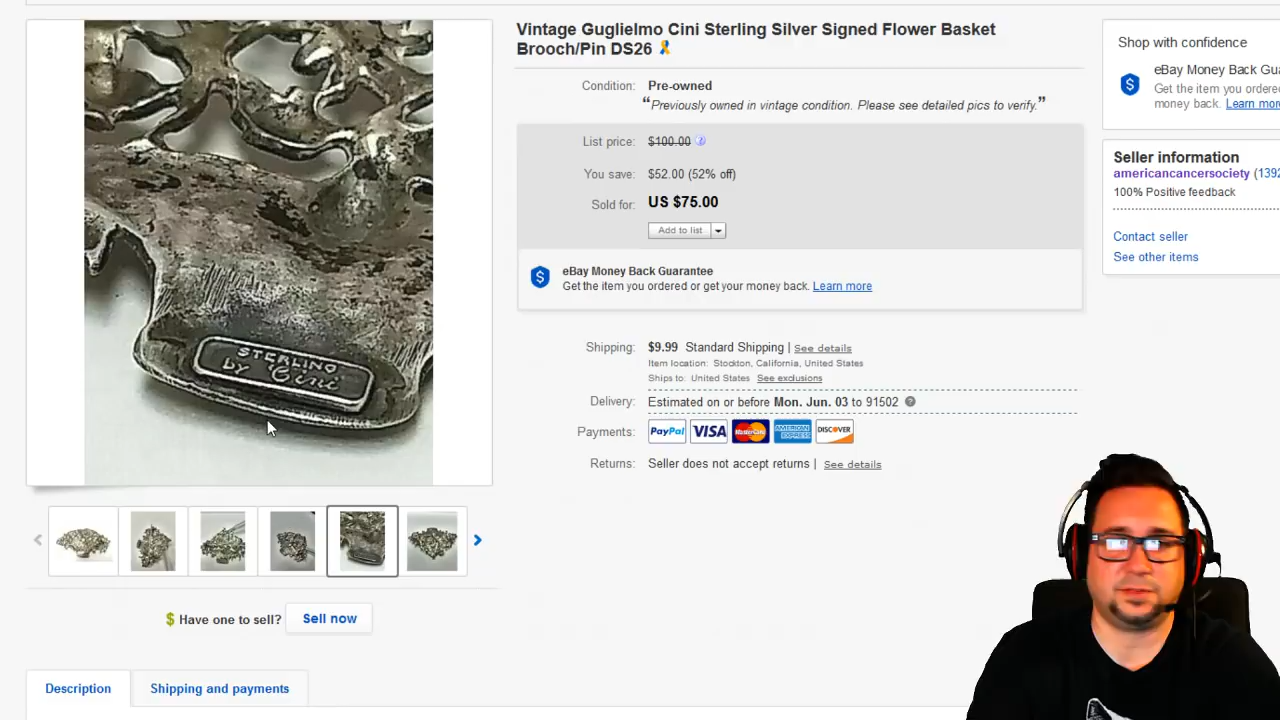 STERLING
by Cini
Have one to sell?
Sell now
Description
Shipping and payments
Vintage Guglielmo Cini Sterling Silver Signed Flower Basket
Brooch/Pin DS26
Condition: Pre-owned
“Previously owned in vintage condition. Please see detailed pics to verify.”
List price: $100.00
You save: $52.00 (52% off)
Sold for: US $75.00
Add to list
eBay Money Back Guarantee
Get the item you ordered or get your money back. Learn more
Shipping: $9.99 Standard Shipping | See details
Item location: Stockton, California, United States
Ships to: United States See exclusions
Delivery: Estimated on or before Mon. Jun. 03 to 91502
Payments: PayPal VISA MasterCard AMERICAN EXPRESS DISCOVER
Returns: Seller does not accept returns | See details
Shop with confidence
eBay Money Back Gua
Get the item you ordered
money back. Learn mor
Seller information
americancancersociety (1392
100% Positive feedback
Contact seller
See other items